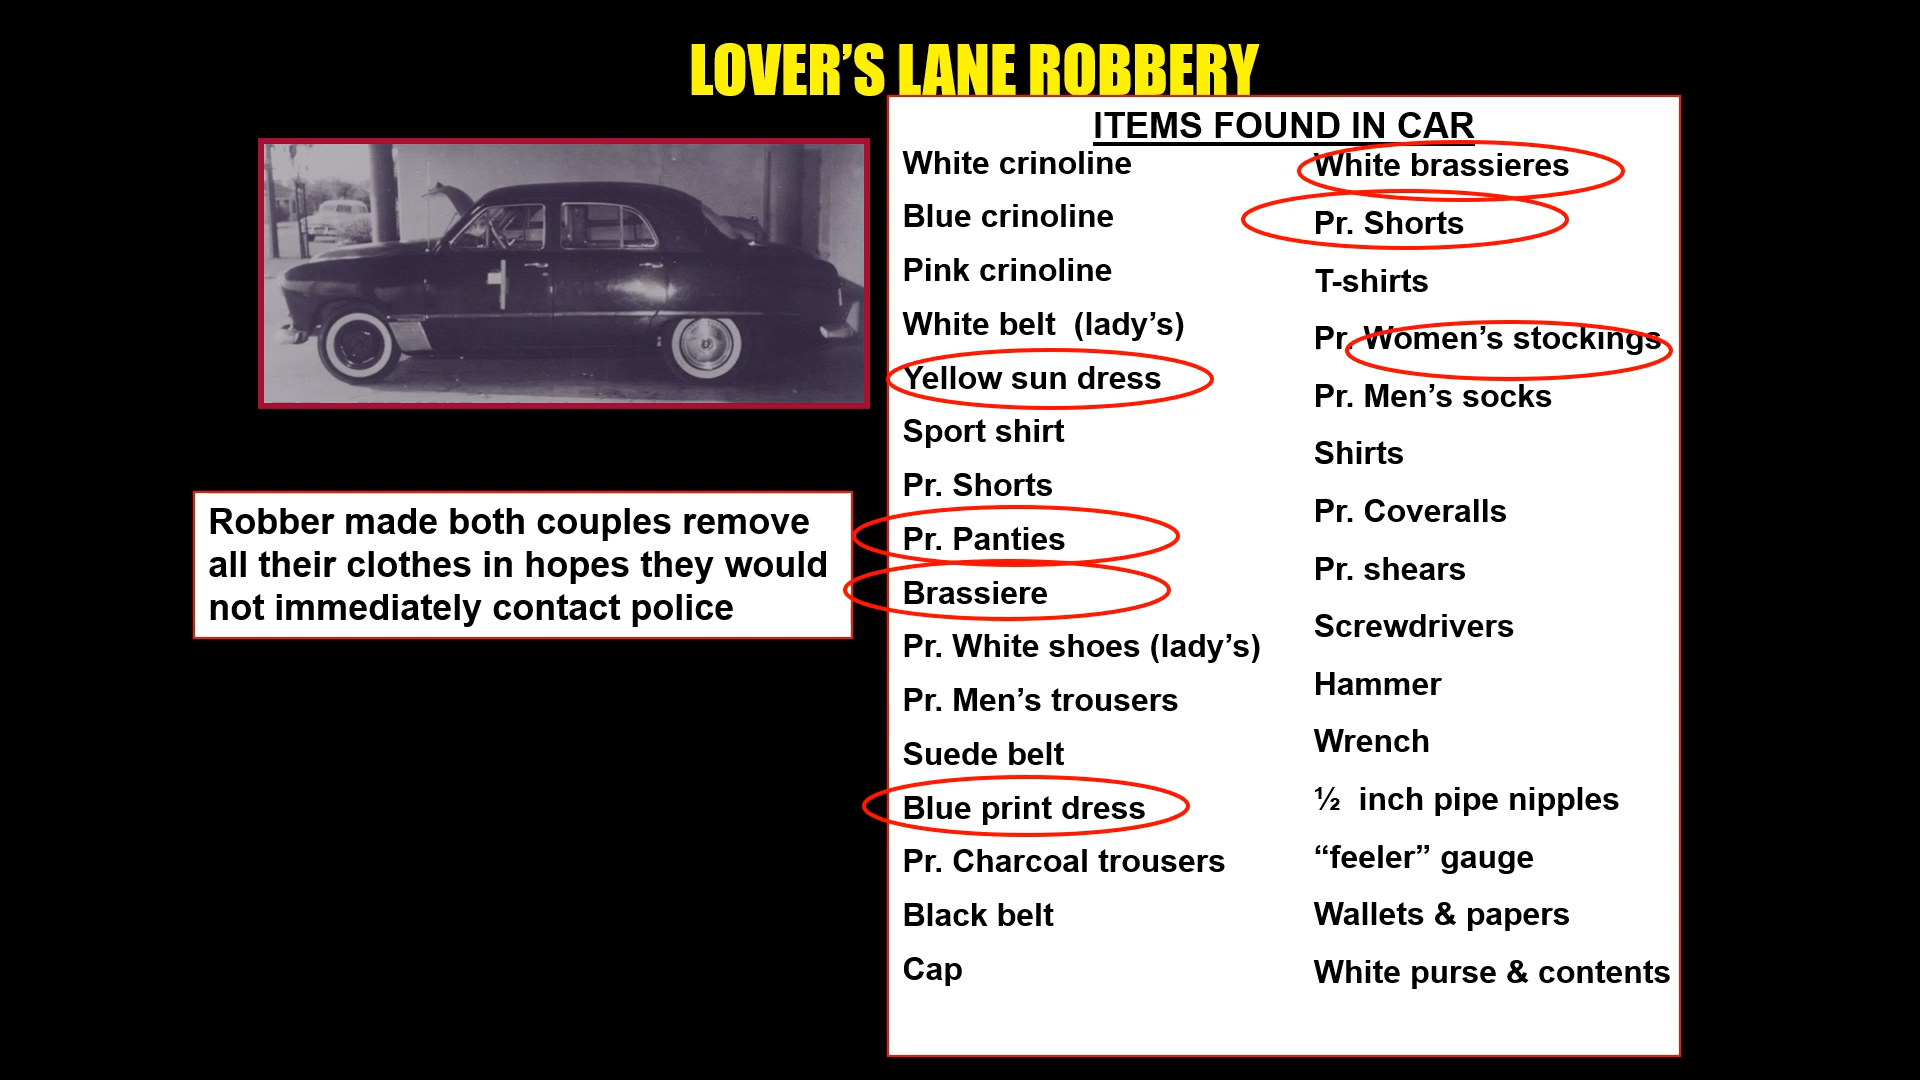 LOVER’S LANE ROBBERY
ITEMS FOUND IN CAR
White crinoline
Blue crinoline
Pink crinoline
White belt  (lady’s)
Yellow sun dress
Sport shirt
Pr. Shorts
Pr. Panties
Brassiere
Pr. White shoes (lady’s)
Pr. Men’s trousers
Suede belt
Blue print dress
Pr. Charcoal trousers
Black belt
Cap
White brassieres
Pr. Shorts
T-shirts
Pr. Women’s stockings
Pr. Men’s socks
Shirts
Pr. Coveralls
Pr. shears
Screwdrivers
Hammer
Wrench
½  inch pipe nipples
“feeler” gauge
Wallets & papers
White purse & contents
Robber made both couples remove
all their clothes in hopes they would
not immediately contact police